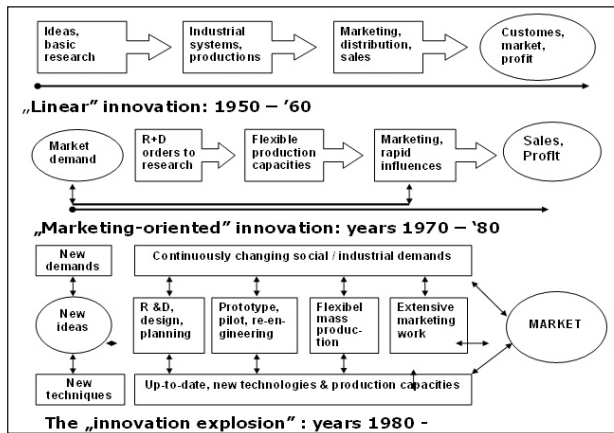 Ideas,
basic
research
Industrial
systems,
productions
Marketing,
distribution,
sales
Customes,
market,
profit
„Linear” innovation: 1950 – ’60
Market
demand
R+D
orders to
research
Flexible
production
capacities
Marketing,
rapid
influences
Sales,
Profit
„Marketing-oriented” innovation: years 1970 – ‘80
New
demands
Continuously changing social / industrial demands
New
ideas
R &D,
design,
planning
Prototype,
pilot, re-en-
gineering
Flexibel
mass
produc-
tion
Extensive
marketing
work
MARKET
New
techniques
Up-to-date, new technologies & production capacities
The „innovation explosion” : years 1980 -